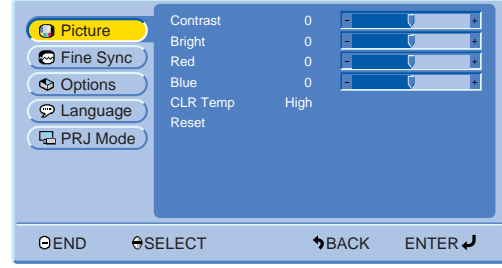 Picture
Fine Sync
Options
Language
PRJ Mode
Contrast 0 - +
Bright 0 - +
Red 0 - +
Blue 0 - +
CLR Temp High
Reset
END SELECT BACK ENTER